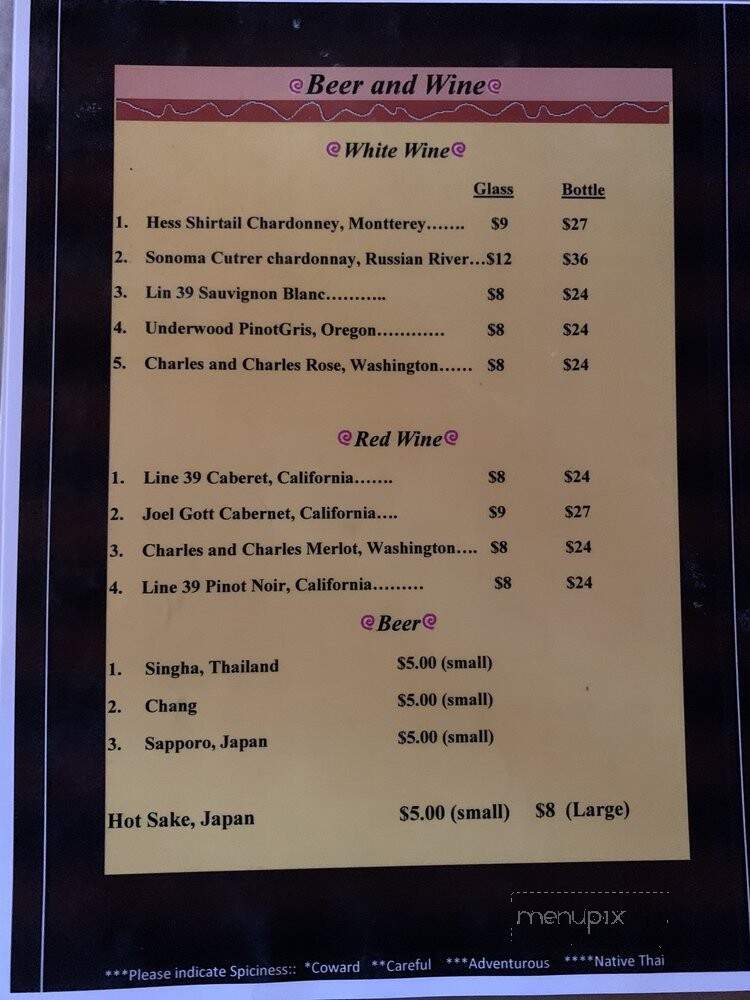 Beer and Wine
White Wine
Glass Bottle
1. Hess Shirtail Chardonney, Montterey....... $9 $27
2. Sonoma Cutrer chardonnay, Russian River...$12 $36
3. Lin 39 Sauvignon Blanc........... $8 $24
4. Underwood PinotGris, Oregon............ $8 $24
5. Charles and Charles Rose, Washington...... $8 $24
Red Wine
1. Line 39 Caberet, California....... $8 $24
2. Joel Gott Cabernet, California.... $9 $27
3. Charles and Charles Merlot, Washington.... $8 $24
4. Line 39 Pinot Noir, California......... $8 $24
Beer
1. Singha, Thailand $5.00 (small)
2. Chang $5.00 (small)
3. Sapporo, Japan $5.00 (small)
Hot Sake, Japan $5.00 (small) $8 (Large)
menupix
***Please indicate Spiciness:: *Coward **Careful ***Adventurous ****Native Thai